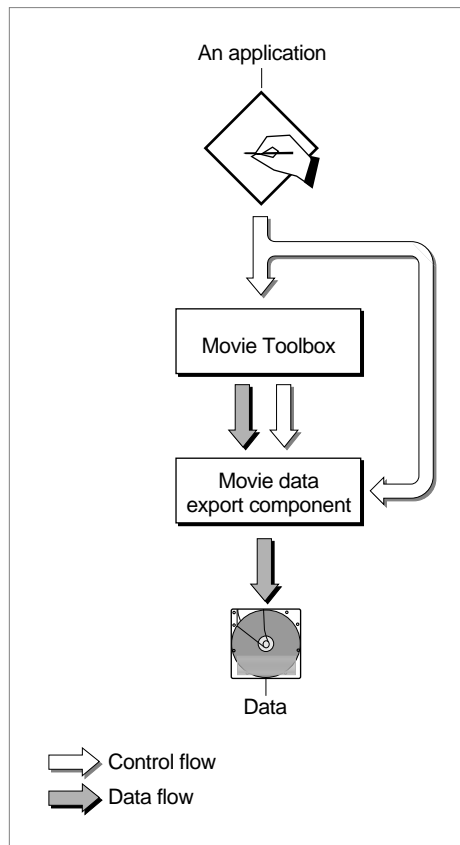 An application
Movie Toolbox
Movie data
export component
Data
Control flow
Data flow